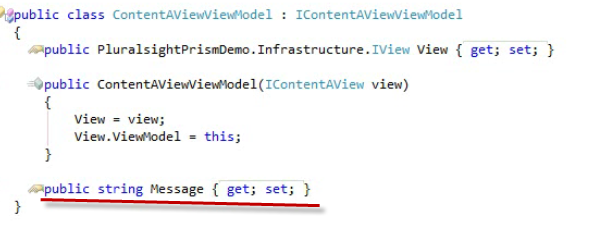 public class ContentAViewViewModel : IContentAViewViewModel
{
public PluralsightPrismDemo.Infrastructure.IView View { get; set; }
public ContentAViewViewModel(IContentAView view)
{
View = view;
View.ViewModel = this;
}
public string Message { get; set; }
}